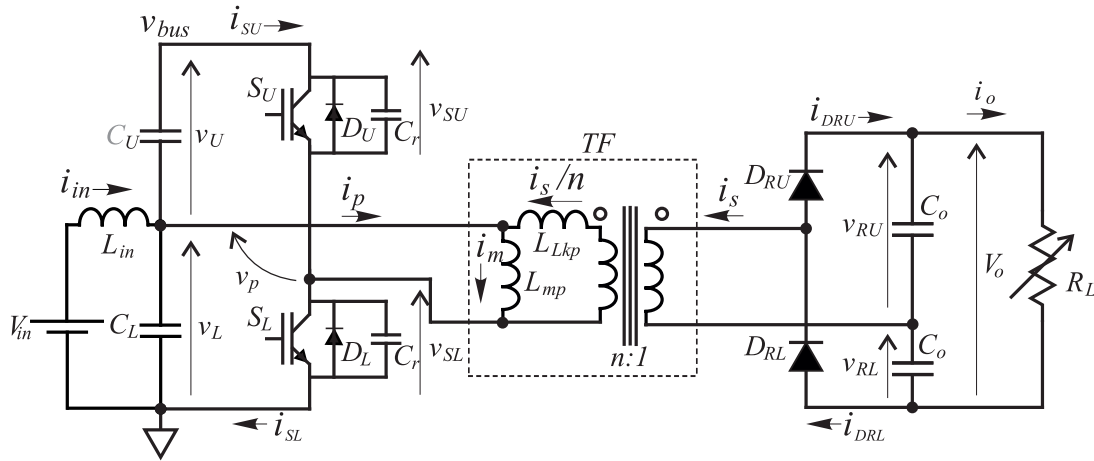 v_bus
i_SU
S_U
D_U
C_r
v_SU
C_U
v_U
i_in
L_in
i_p
TF
i_s/n
i_s
i_m
L_Lkp
L_mp
n:1
v_p
V_in
C_L
v_L
S_L
D_L
C_r
v_SL
i_SL
i_DRU
i_o
D_RU
C_o
v_RU
V_o
R_L
D_RL
C_o
v_RL
i_DRL